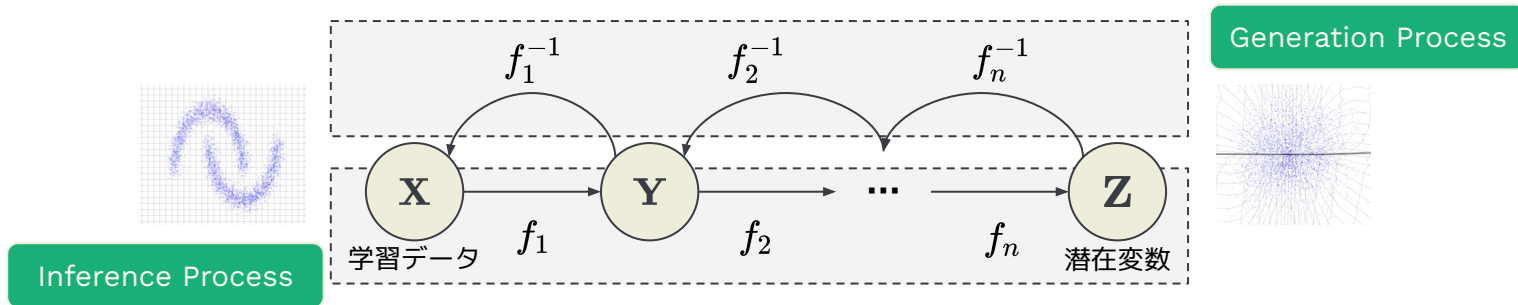 Generation Process
f_1^{-1} f_2^{-1} f_n^{-1}
X Y ... Z
f_1 f_2 f_n
学習データ 潜在変数
Inference Process